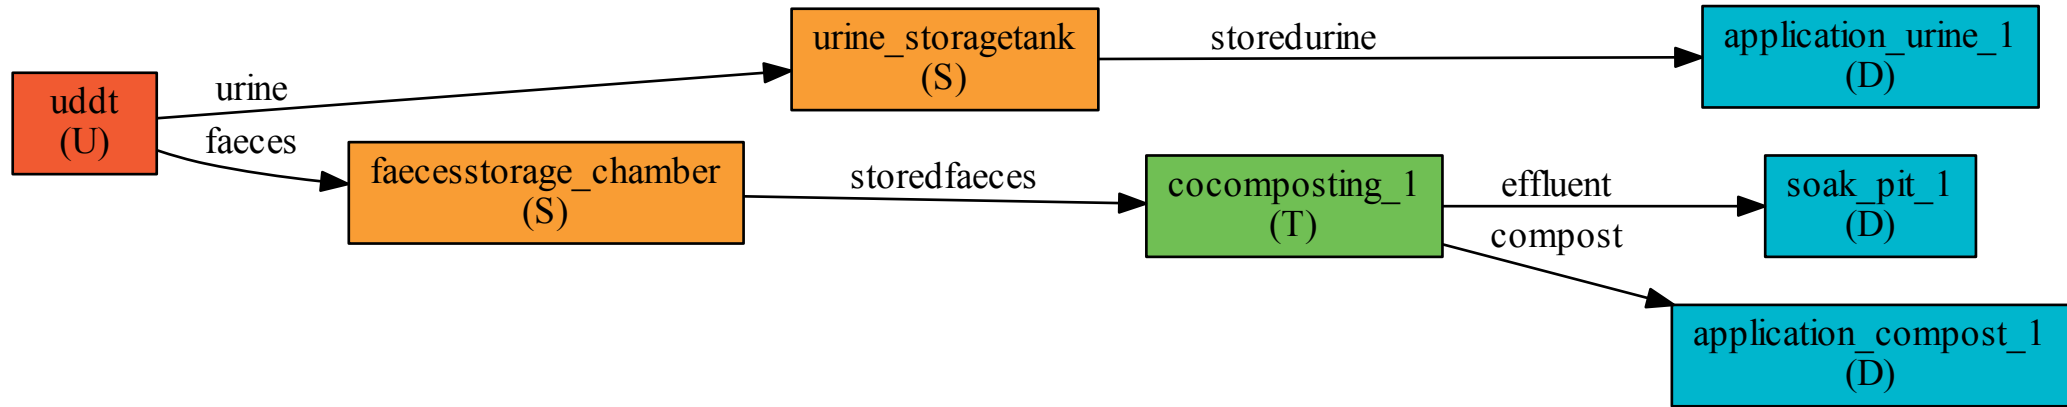 uddt
(U)
urine
faeces
urine_storagetank
(S)
faecesstorage_chamber
(S)
storedurine
storedfaeces
cocomposting_1
(T)
effluent
compost
application_urine_1
(D)
soak_pit_1
(D)
application_compost_1
(D)